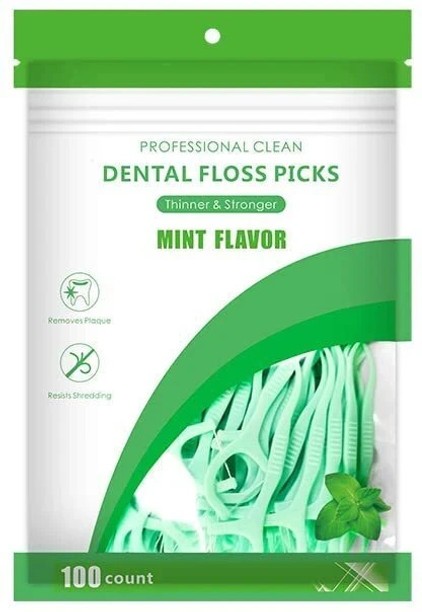 PROFESSIONAL CLEAN
DENTAL FLOSS PICKS
Thinner & Stronger
MINT FLAVOR
Removes Plaque
Resists Shredding
100 count